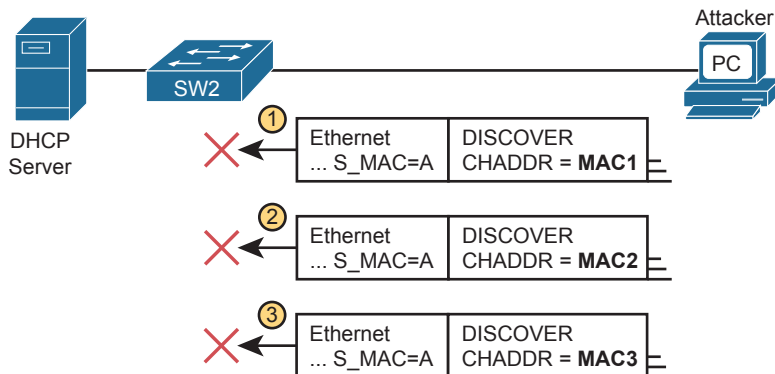 Attacker
PC
SW2
DHCP
Server
1
Ethernet
... S_MAC=A
DISCOVER
CHADDR = MAC1
2
Ethernet
... S_MAC=A
DISCOVER
CHADDR = MAC2
3
Ethernet
... S_MAC=A
DISCOVER
CHADDR = MAC3